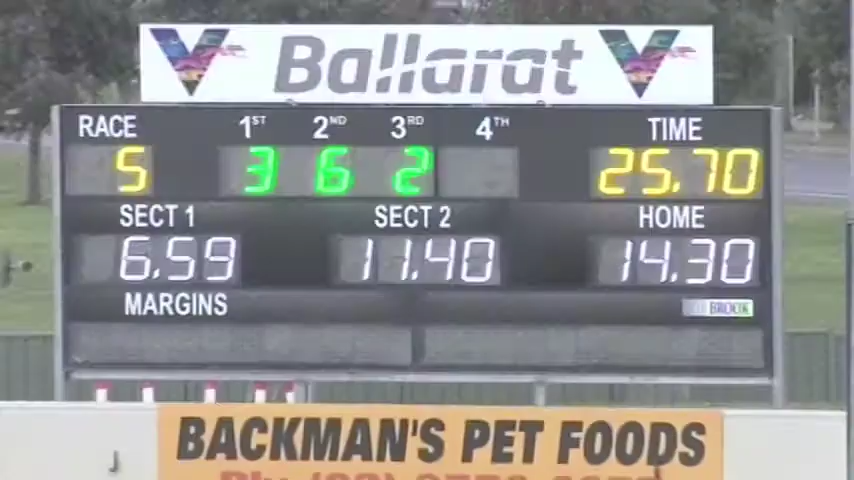 Ballarat
RACE 1ST 2ND 3RD 4TH TIME
5 3 6 2 25.70
SECT 1 SECT 2 HOME
6.59 11.40 14.30
MARGINS
BROOK
BACKMAN'S PET FOODS